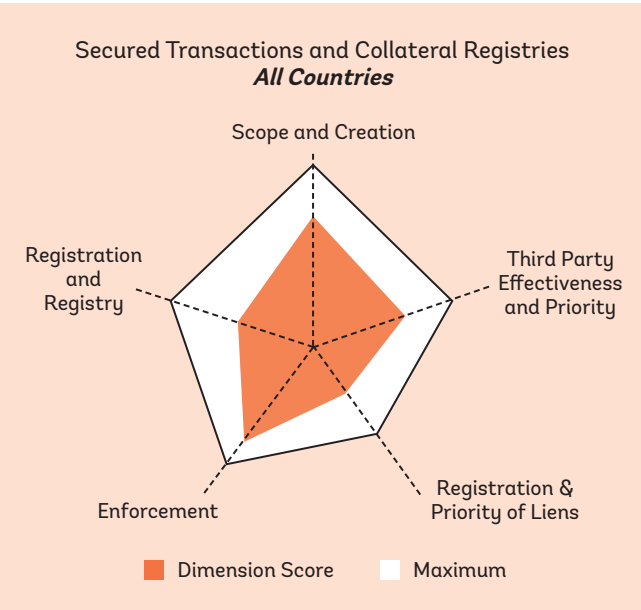 Secured Transactions and Collateral Registries
All Countries
Scope and Creation
Registration
and
Registry
Third Party
Effectiveness
and Priority
Enforcement
Registration &
Priority of Liens
Dimension Score
Maximum